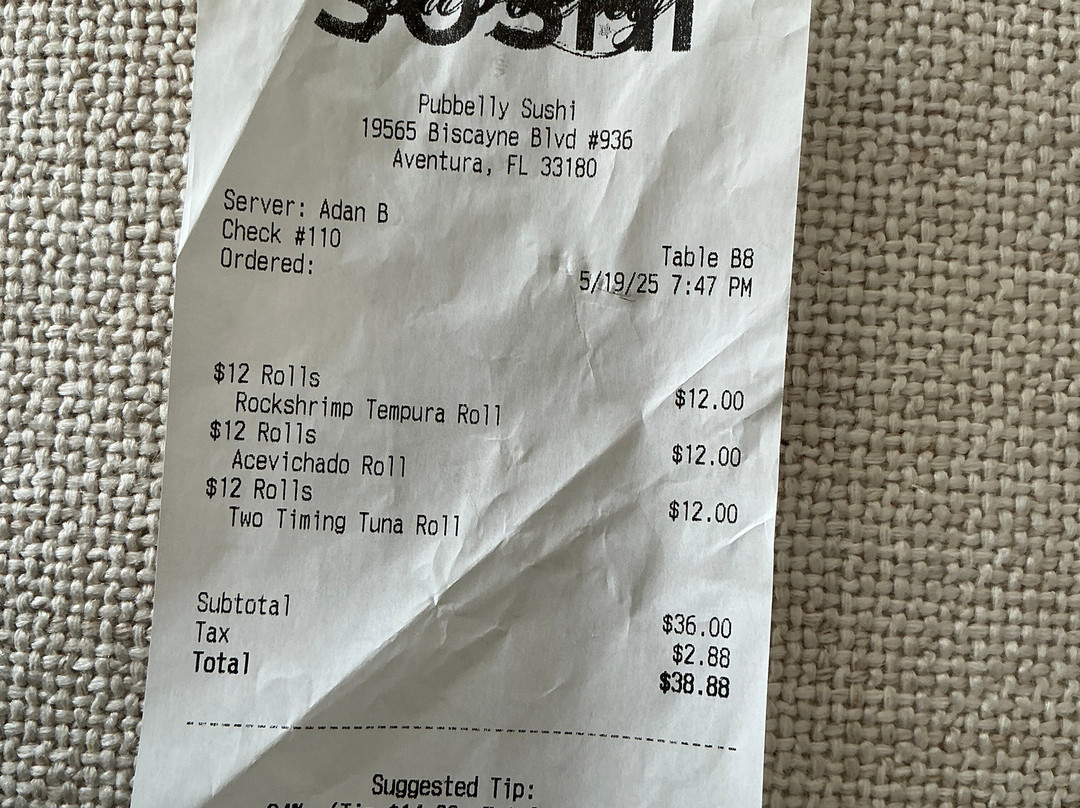 SUSHI
Pubbelly Sushi
19565 Biscayne Blvd #936
Aventura, FL 33180
Server: Adan B
Check #110
Table B8
Ordered:
5/19/25 7:47 PM
$12 Rolls
Rockshrimp Tempura Roll $12.00
$12 Rolls
Acevichado Roll $12.00
$12 Rolls
Two Timing Tuna Roll $12.00
Subtotal $36.00
Tax $2.88
Total $38.88
Suggested Tip: